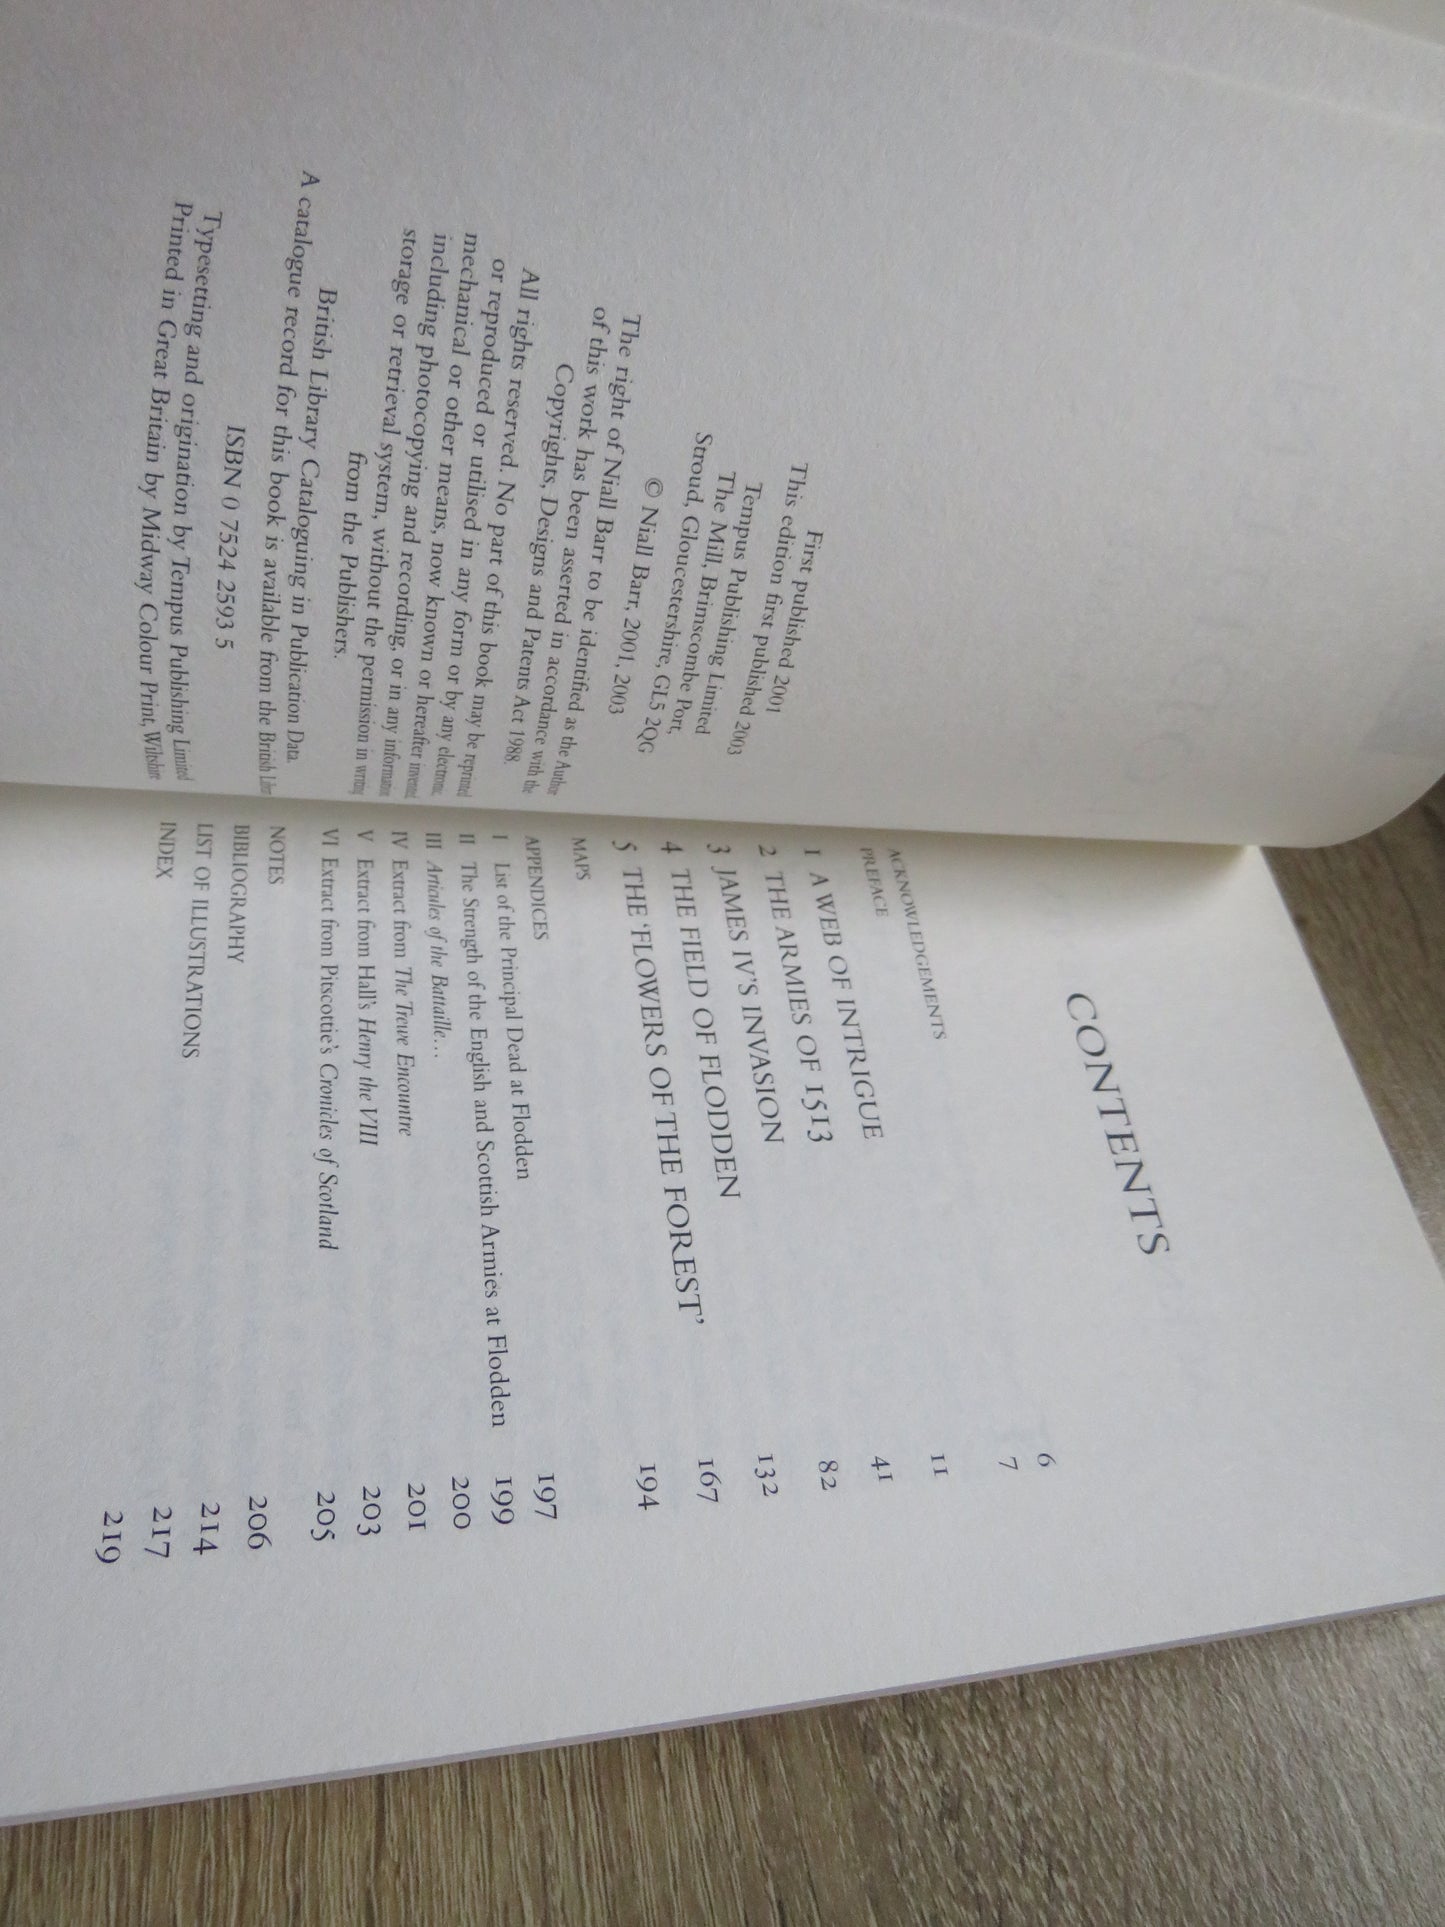 First published 2001
This edition first published 2003
Tempus Publishing Limited
The Mill, Brimscombe Port,
Stroud, Gloucestershire, GL5 2QG
© Niall Barr, 2001, 2003
The right of Niall Barr to be identified as the Author
of this work has been asserted in accordance with the
Copyrights, Designs and Patents Act 1988.
All rights reserved. No part of this book may be reprinted
or reproduced or utilised in any form or by any electronic,
mechanical or other means, now known or hereafter invented,
including photocopying and recording, or in any information
storage or retrieval system, without the permission in writing
from the Publishers.
British Library Cataloguing in Publication Data.
A catalogue record for this book is available from the British
ISBN 0 7524 2593 5
Typesetting and origination by Tempus Publishing Limited
Printed in Great Britain by Midway Colour Print, Wiltshire
CONTENTS
ACKNOWLEDGEMENTS 6
PREFACE 7
1 A WEB OF INTRIGUE 11
2 THE ARMIES OF 1513 41
3 JAMES IV'S INVASION 82
4 THE FIELD OF FLODDEN 132
5 THE 'FLOWERS OF THE FOREST' 167
MAPS 194
APPENDICES
I List of the Principal Dead at Flodden 197
II The Strength of the English and Scottish Armies at Flodden 199
III Articules of the Battaille… 200
IV Extract from The Trewe Encountre 201
V Extract from Hall's Henry the VIII 203
VI Extract from Pitscottie's Cronicles of Scotland 205
NOTES 206
BIBLIOGRAPHY 214
LIST OF ILLUSTRATIONS 217
INDEX 219